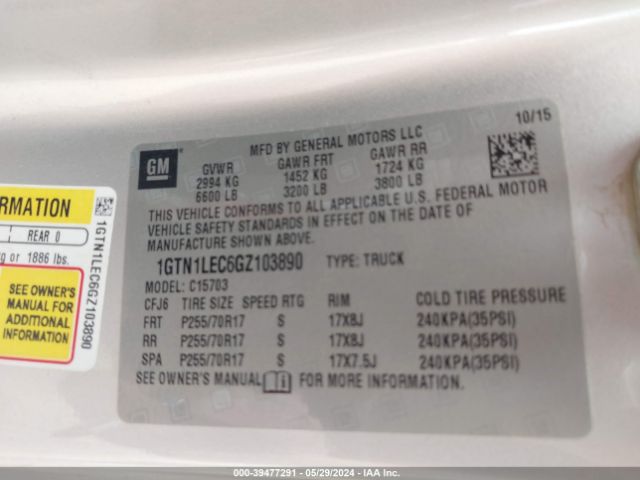 10/15
MFD BY GENERAL MOTORS LLC
GM
GVWR GAWR FRT GAWR RR
2994 KG 1452 KG 1724 KG
6600 LB 3200 LB 3800 LB
THIS VEHICLE CONFORMS TO ALL APPLICABLE U.S. FEDERAL MOTOR
VEHICLE SAFETY STANDARDS IN EFFECT ON THE DATE OF
MANUFACTURE SHOWN ABOVE.
1GTN1LEC6GZ103890 TYPE: TRUCK
MODEL: C15703
CFJ6 TIRE SIZE SPEED RTG RIM COLD TIRE PRESSURE
FRT P255/70R17 S 17X8J 240KPA(35PSI)
RR P255/70R17 S 17X8J 240KPA(35PSI)
SPA P255/70R17 S 17X7.5J 240KPA(35PSI)
SEE OWNER'S MANUAL FOR MORE INFORMATION.
REAR 0
or 1886 lbs.
SEE OWNER'S
MANUAL FOR
ADDITIONAL
INFORMATION
1GTN1LEC6GZ103890
000-39477291 - 05/29/2024 - IAA Inc.